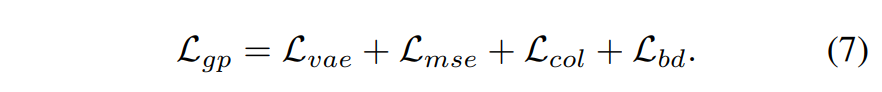 ℒ_gp = ℒ_vae + ℒ_mse + ℒ_col + ℒ_bd. (7)